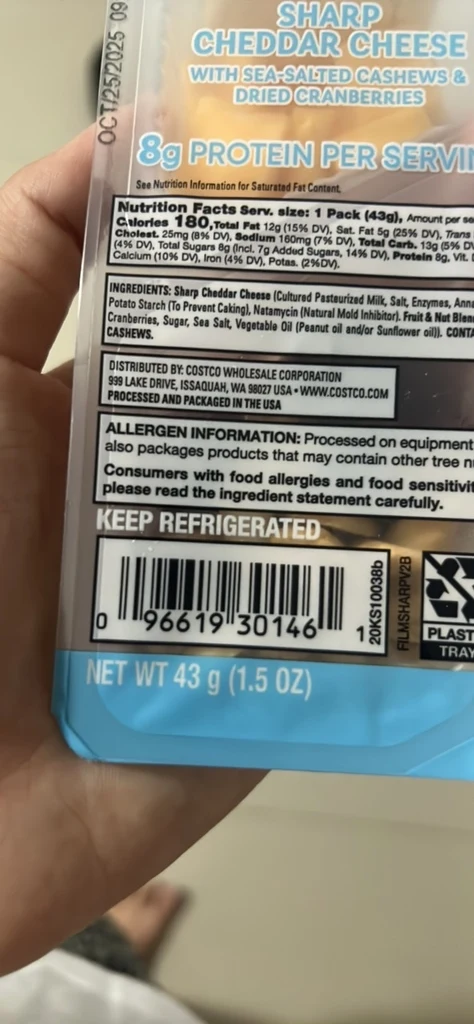 OCT/25/2025 09
SHARP
CHEDDAR CHEESE
WITH SEA-SALTED CASHEWS &
DRIED CRANBERRIES
8g PROTEIN PER SERVIN
See Nutrition Information for Saturated Fat Content.
Nutrition Facts Serv. size: 1 Pack (43g), Amount per se
Calories 180, Total Fat 12g (15% DV), Sat. Fat 5g (25% DV), Trans
Cholest. 25mg (8% DV), Sodium 160mg (7% DV), Total Carb. 13g (5% DV
(4% DV), Total Sugars 8g (Incl. 7g Added Sugars, 14% DV), Protein 8g, Vit.
Calcium (10% DV), Iron (4% DV), Potas. (2%DV).
INGREDIENTS: Sharp Cheddar Cheese (Cultured Pasteurized Milk, Salt, Enzymes, Anna
Potato Starch (To Prevent Caking), Natamycin (Natural Mold Inhibitor). Fruit & Nut Blen
Cranberries, Sugar, Sea Salt, Vegetable Oil (Peanut oil and/or Sunflower oil)). CONTA
CASHEWS.
DISTRIBUTED BY: COSTCO WHOLESALE CORPORATION
999 LAKE DRIVE, ISSAQUAH, WA 98027 USA • WWW.COSTCO.COM
PROCESSED AND PACKAGED IN THE USA
ALLERGEN INFORMATION: Processed on equipment
also packages products that may contain other tree n
Consumers with food allergies and food sensitivit
please read the ingredient statement carefully.
KEEP REFRIGERATED
0 96619 30146 1
20KS10038b
FILMSHARPV2B
PLAST
TRAY
NET WT 43 g (1.5 OZ)